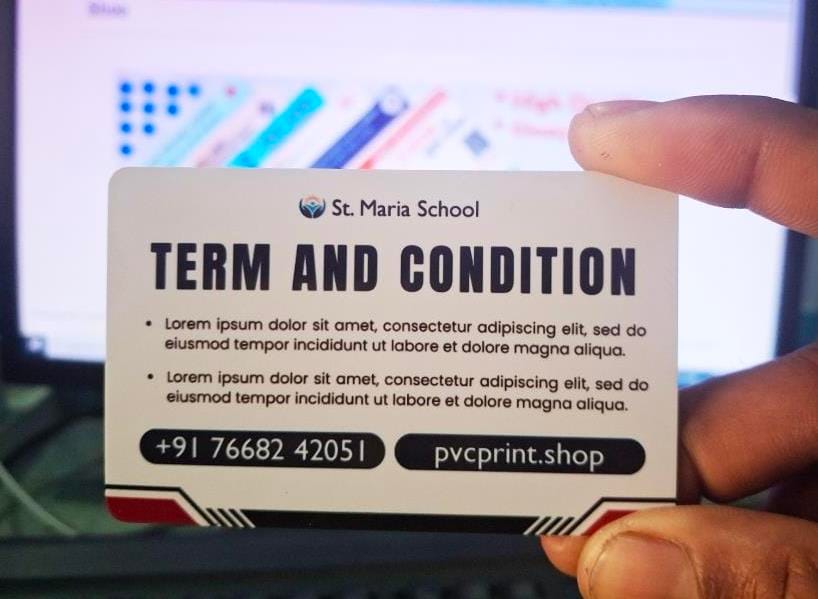 St. Maria School
TERM AND CONDITION
• Lorem ipsum dolor sit amet, consectetur adipiscing elit, sed do
eiusmod tempor incididunt ut labore et dolore magna aliqua.
• Lorem ipsum dolor sit amet, consectetur adipiscing elit, sed do
eiusmod tempor incididunt ut labore et dolore magna aliqua.
+91 76682 42051
pvcprint.shop